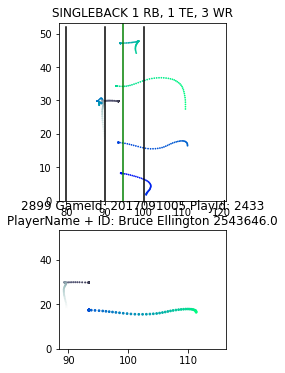 SINGLEBACK 1 RB, 1 TE, 3 WR
50
40
30
20
10
0
80 90 100 110 120
2899 GameId: 2017091005 PlayId: 2433
PlayerName + ID: Bruce Ellington 2543646.0
40
20
0
90 100 110